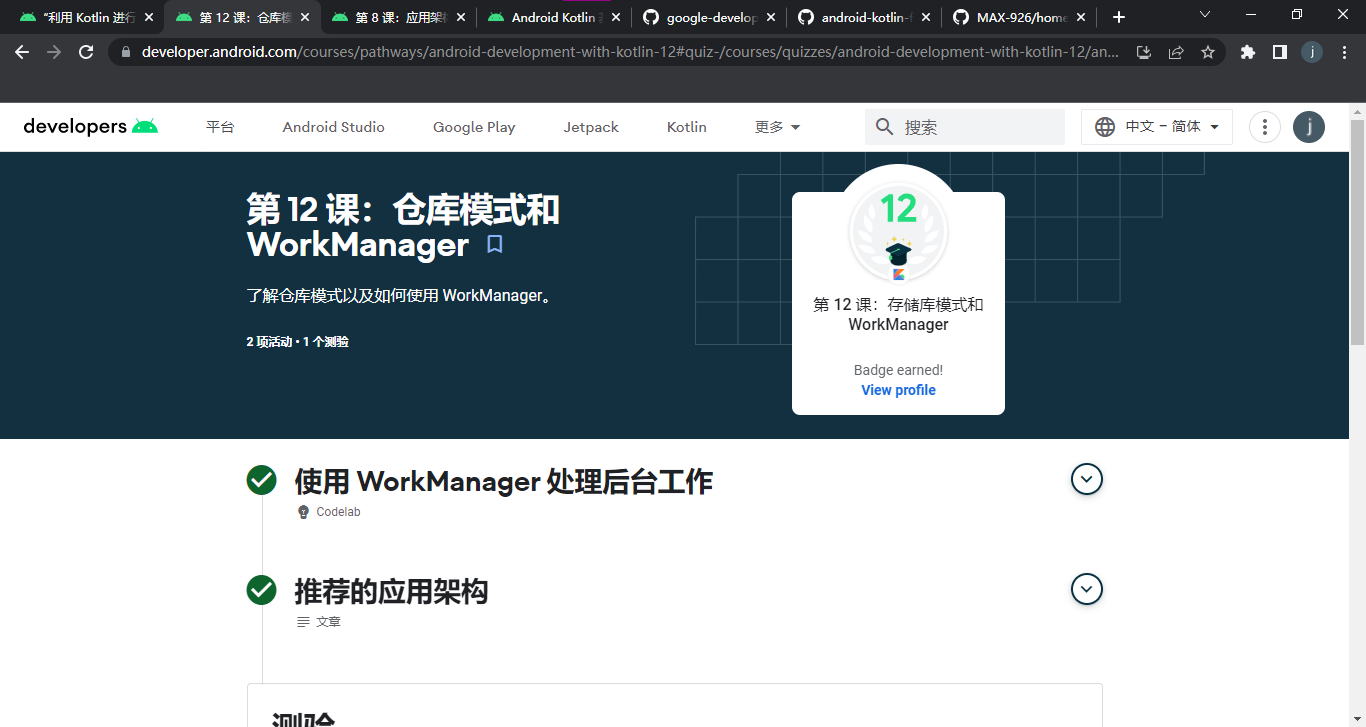 "利用 Kotlin 进行
第 12 课：仓库模
第 8 课：应用架构
Android Kotlin
google-develop
android-kotlin-f
MAX-926/home
developer.android.com/courses/pathways/android-development-with-kotlin-12#quiz-/courses/quizzes/android-development-with-kotlin-12/an...
j
developers
平台
Android Studio
Google Play
Jetpack
Kotlin
更多
搜索
中文 – 简体
j
第 12 课：仓库模式和
WorkManager
了解仓库模式以及如何使用 WorkManager。
2 项活动 • 1 个测验
12
第 12 课：存储库模式和
WorkManager
Badge earned!
View profile
使用 WorkManager 处理后台工作
Codelab
推荐的应用架构
文章
测验